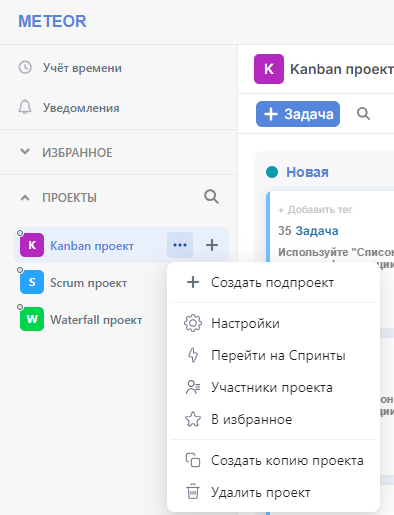 METEOR
Учёт времени
Уведомления
ИЗБРАННОЕ
ПРОЕКТЫ
K Kanban проект
S Scrum проект
W Waterfall проект
K Kanban проект
+ Задача
Новая
+ Добавить тег
35 Задача
Используйте "Список
Создать подпроект
Настройки
Перейти на Спринты
Участники проекта
В избранное
Создать копию проекта
Удалить проект